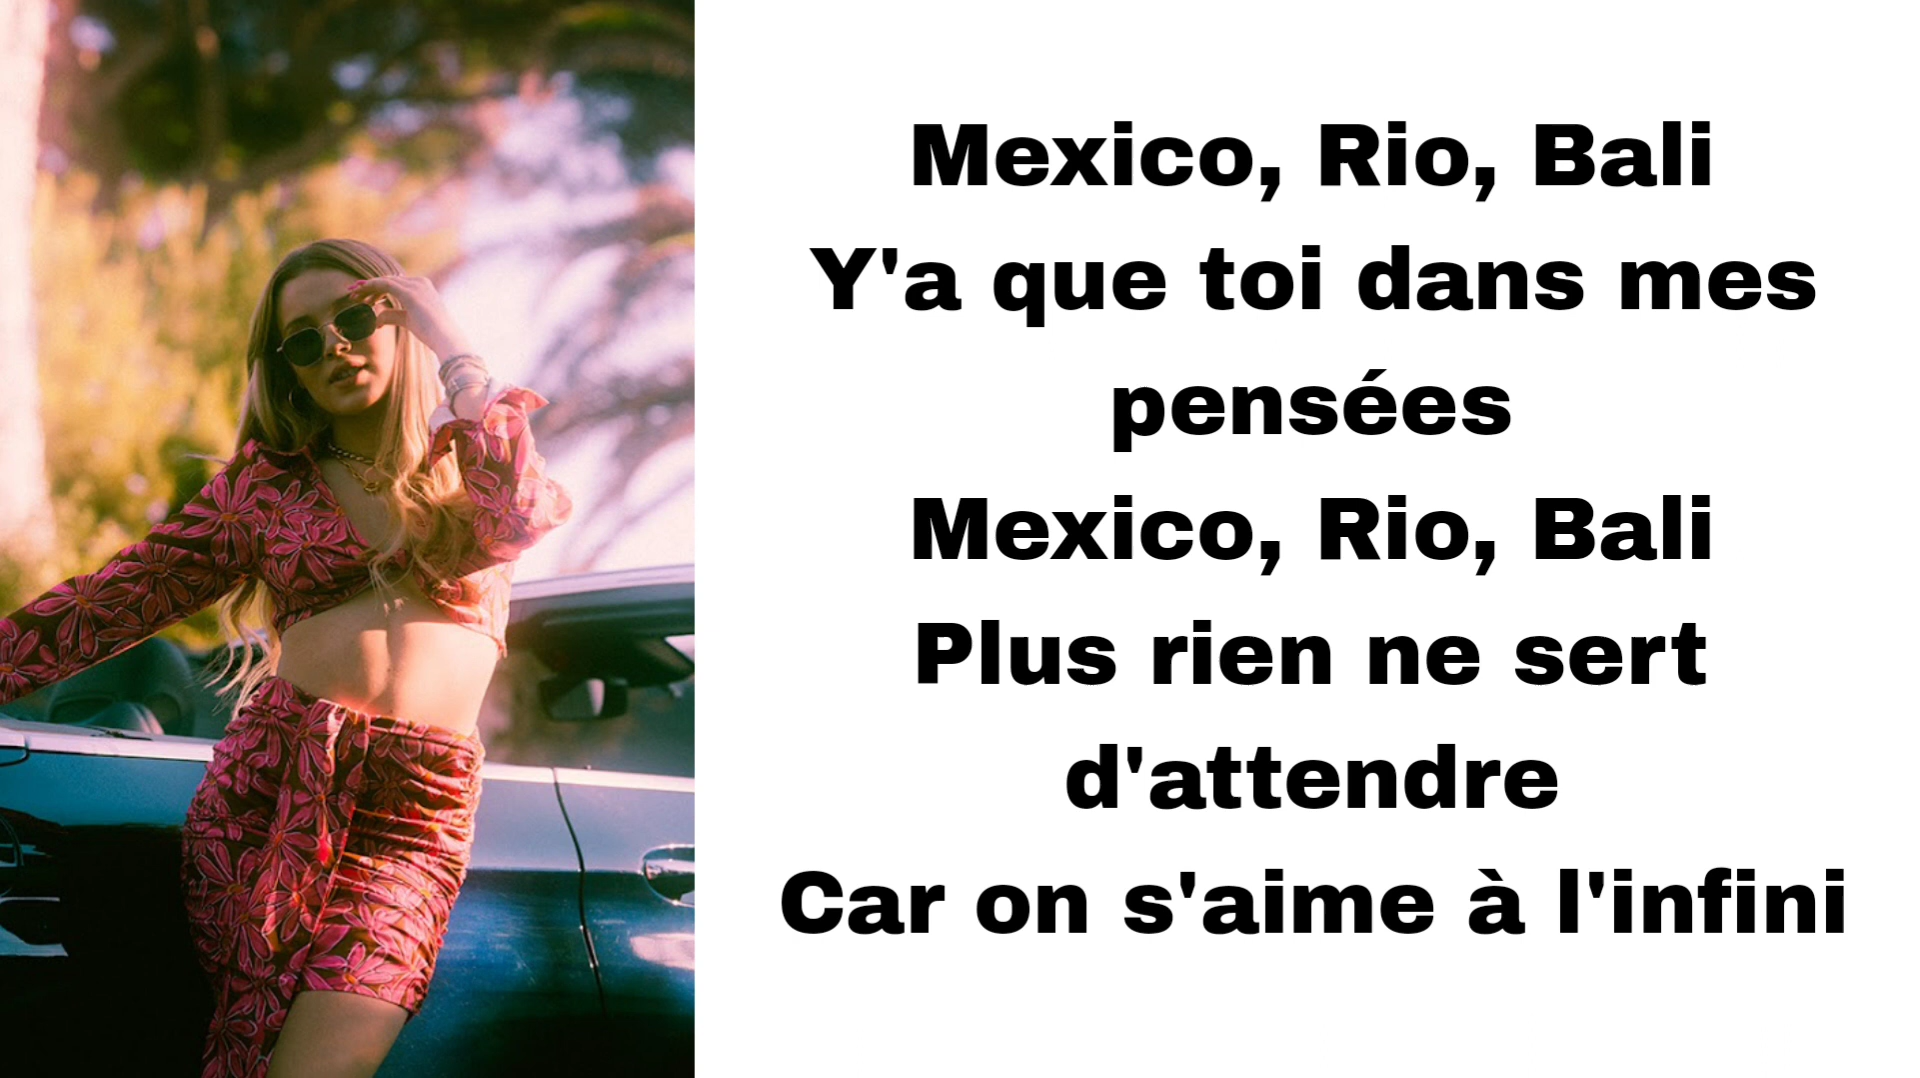 Mexico, Rio, Bali
Y'a que toi dans mes
pensées
Mexico, Rio, Bali
Plus rien ne sert
d'attendre
Car on s'aime à l'infini